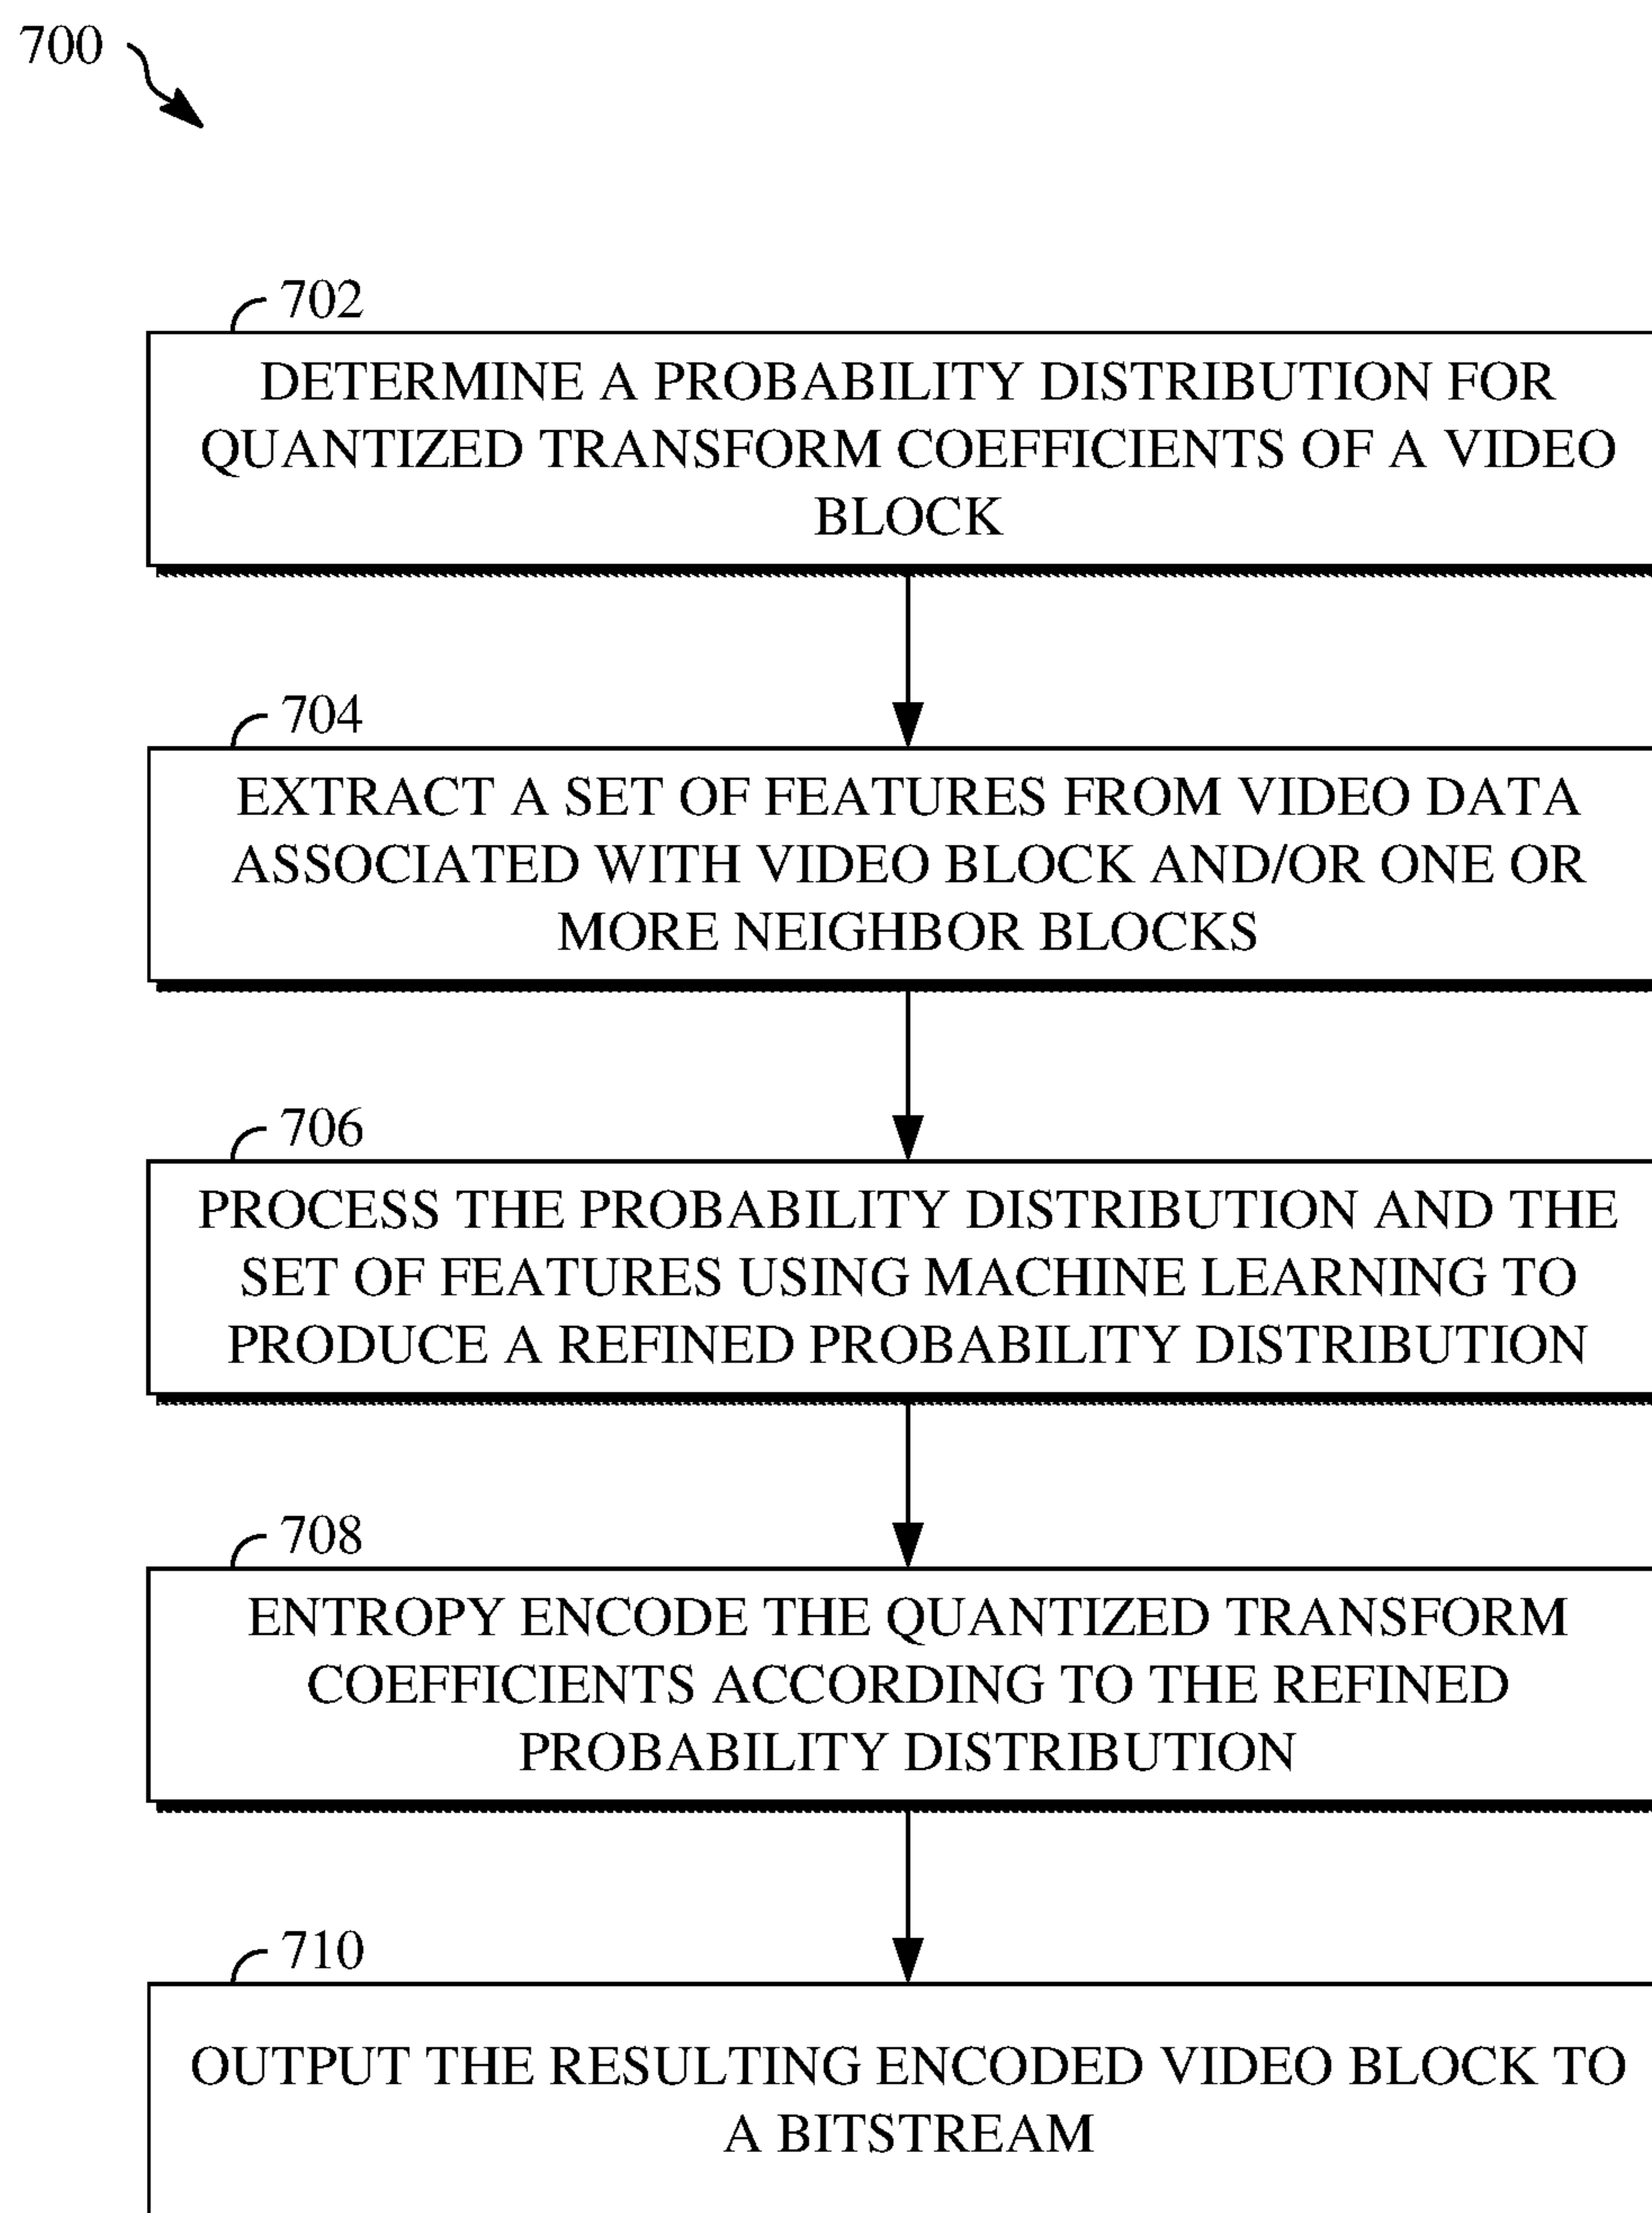 700
702
DETERMINE A PROBABILITY DISTRIBUTION FOR
QUANTIZED TRANSFORM COEFFICIENTS OF A VIDEO
BLOCK
704
EXTRACT A SET OF FEATURES FROM VIDEO DATA
ASSOCIATED WITH VIDEO BLOCK AND/OR ONE OR
MORE NEIGHBOR BLOCKS
706
PROCESS THE PROBABILITY DISTRIBUTION AND THE
SET OF FEATURES USING MACHINE LEARNING TO
PRODUCE A REFINED PROBABILITY DISTRIBUTION
708
ENTROPY ENCODE THE QUANTIZED TRANSFORM
COEFFICIENTS ACCORDING TO THE REFINED
PROBABILITY DISTRIBUTION
710
OUTPUT THE RESULTING ENCODED VIDEO BLOCK TO
A BITSTREAM